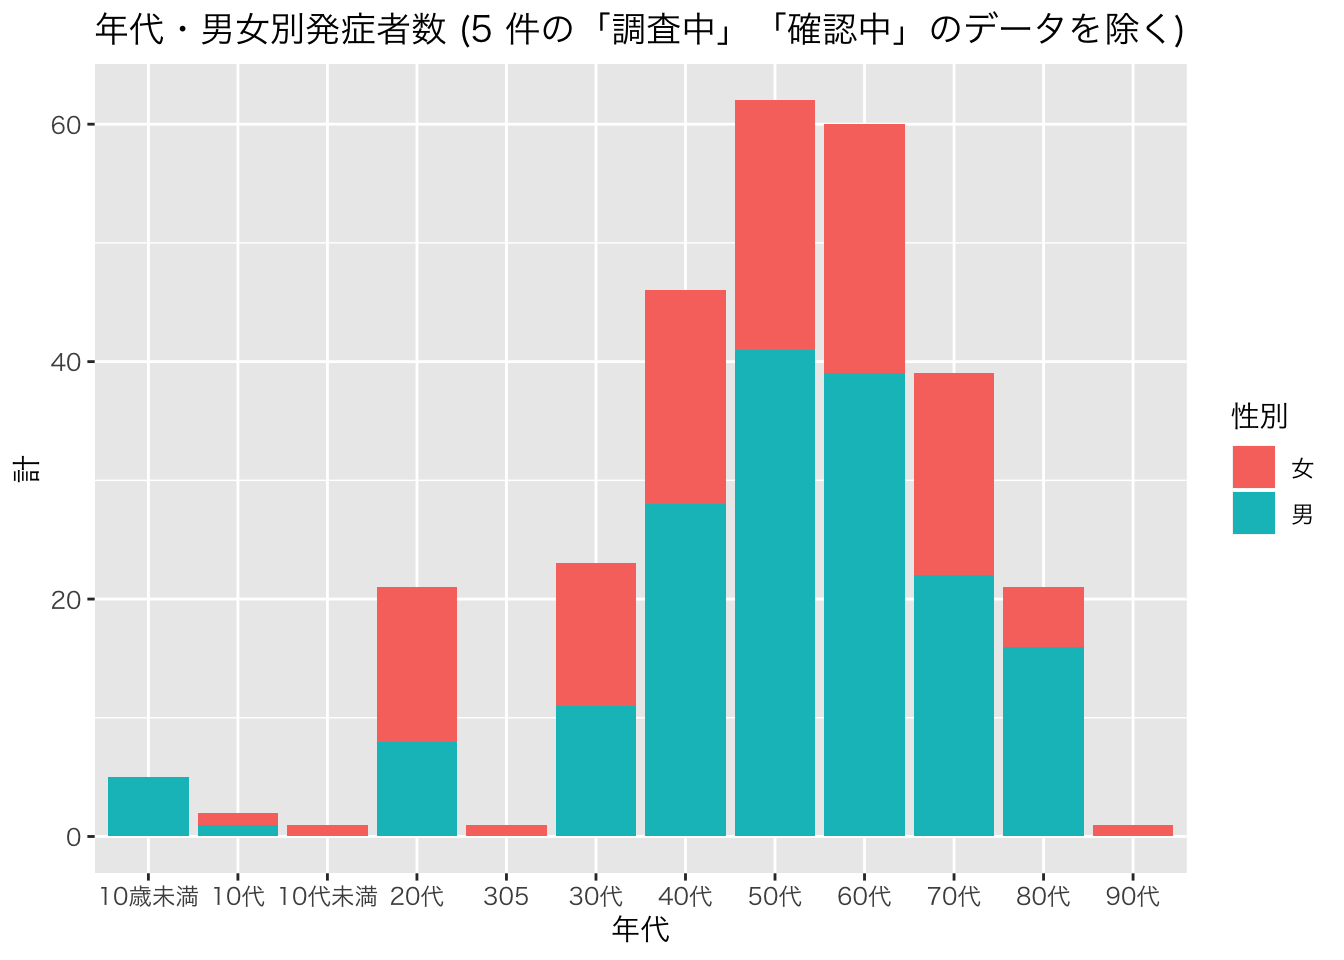 年代・男女別発症者数 (5 件の「調査中」「確認中」のデータを除く)
60
40
20
0
計
10歳未満 10代 10代未満 20代 305 30代 40代 50代 60代 70代 80代 90代
年代
性別
女
男